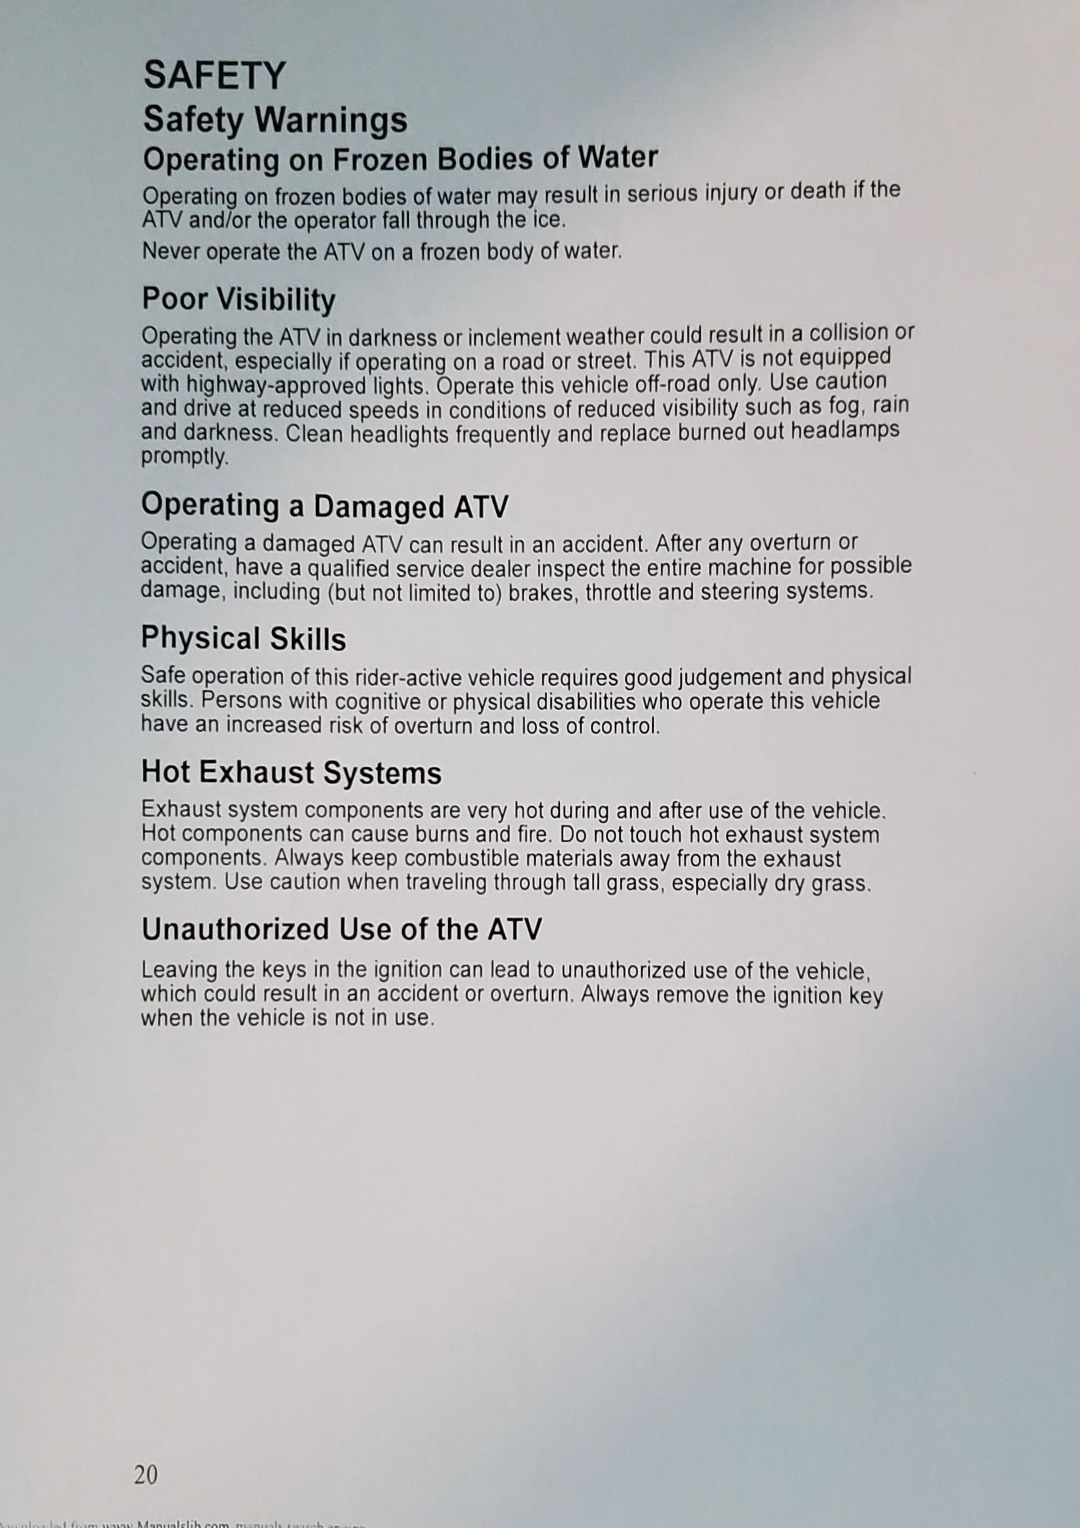 SAFETY
Safety Warnings
Operating on Frozen Bodies of Water
Operating on frozen bodies of water may result in serious injury or death if the
ATV and/or the operator fall through the ice.
Never operate the ATV on a frozen body of water.
Poor Visibility
Operating the ATV in darkness or inclement weather could result in a collision or
accident, especially if operating on a road or street. This ATV is not equipped
with highway-approved lights. Operate this vehicle off-road only. Use caution
and drive at reduced speeds in conditions of reduced visibility such as fog, rain
and darkness. Clean headlights frequently and replace burned out headlamps
promptly.
Operating a Damaged ATV
Operating a damaged ATV can result in an accident. After any overturn or
accident, have a qualified service dealer inspect the entire machine for possible
damage, including (but not limited to) brakes, throttle and steering systems.
Physical Skills
Safe operation of this rider-active vehicle requires good judgement and physical
skills. Persons with cognitive or physical disabilities who operate this vehicle
have an increased risk of overturn and loss of control.
Hot Exhaust Systems
Exhaust system components are very hot during and after use of the vehicle.
Hot components can cause burns and fire. Do not touch hot exhaust system
components. Always keep combustible materials away from the exhaust
system. Use caution when traveling through tall grass, especially dry grass.
Unauthorized Use of the ATV
Leaving the keys in the ignition can lead to unauthorized use of the vehicle,
which could result in an accident or overturn. Always remove the ignition key
when the vehicle is not in use.
20
from www.Manualslib.com manuals search